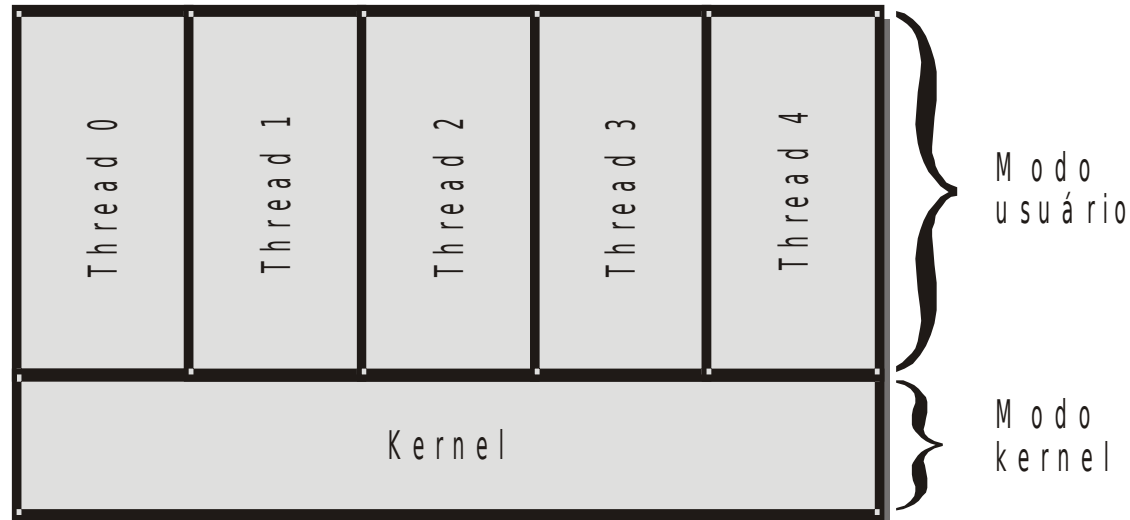 Thread 0
Thread 1
Thread 2
Thread 3
Thread 4
Modo
usuário
Kernel
Modo
kernel